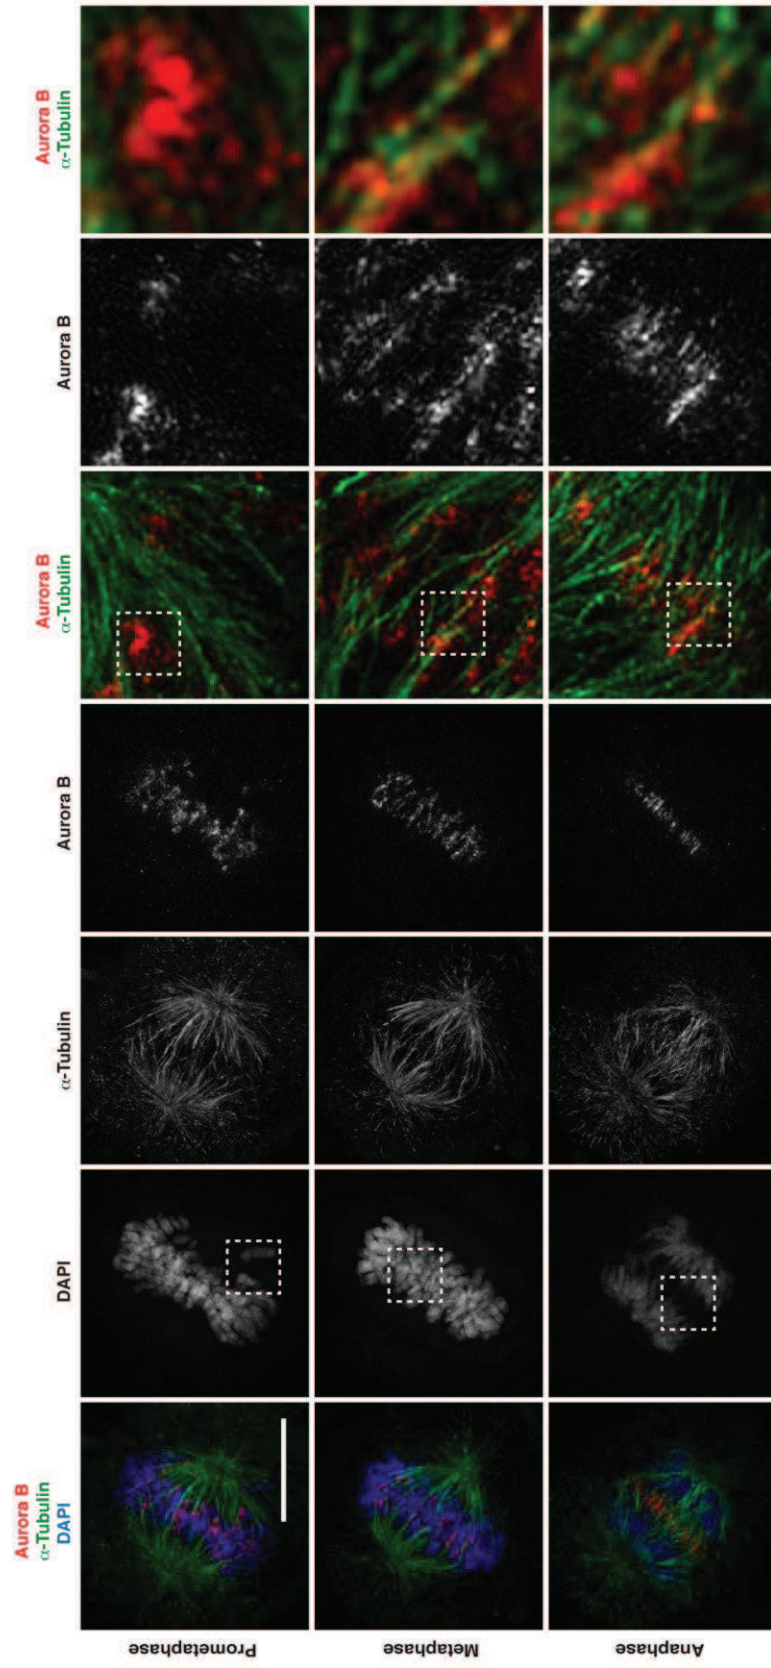 Aurora B
α-Tubulin
DAPI
DAPI
α-Tubulin
Aurora B
Aurora B
α-Tubulin
Aurora B
Aurora B
α-Tubulin
Prometaphase
Metaphase
Anaphase